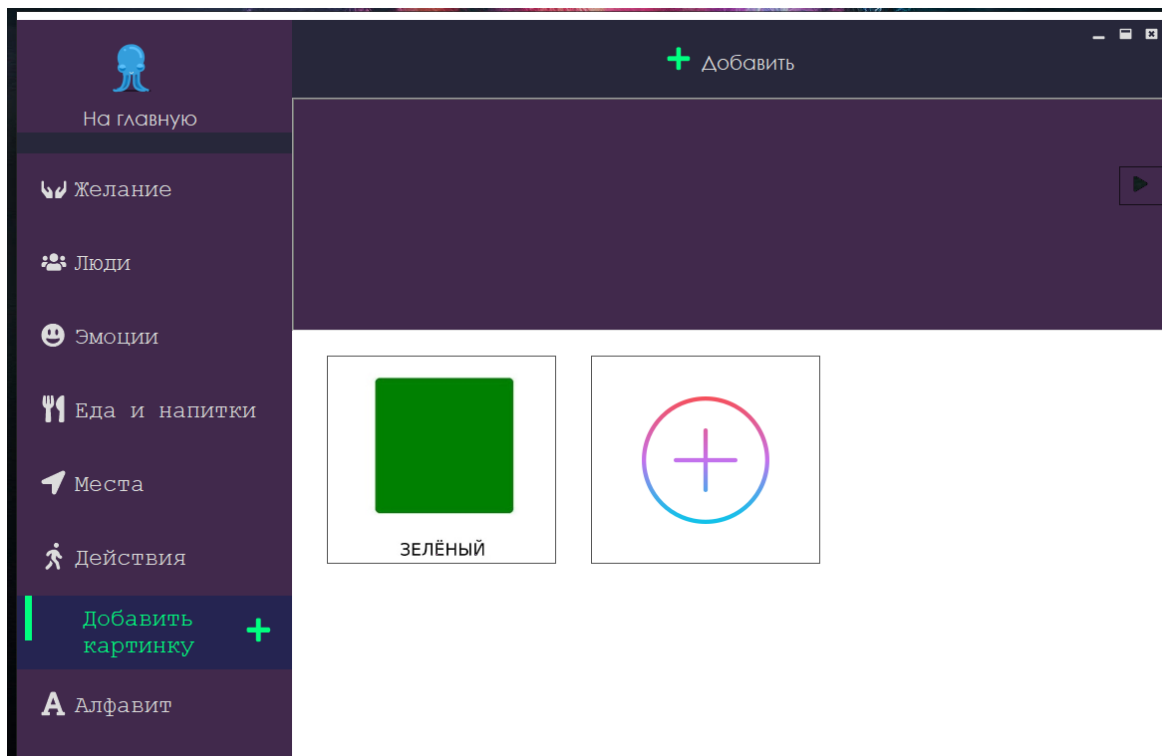 Добавить
На главную
Желание
Люди
Эмоции
Еда и напитки
Места
Действия
Добавить
картинку
Алфавит
ЗЕЛЁНЫЙ